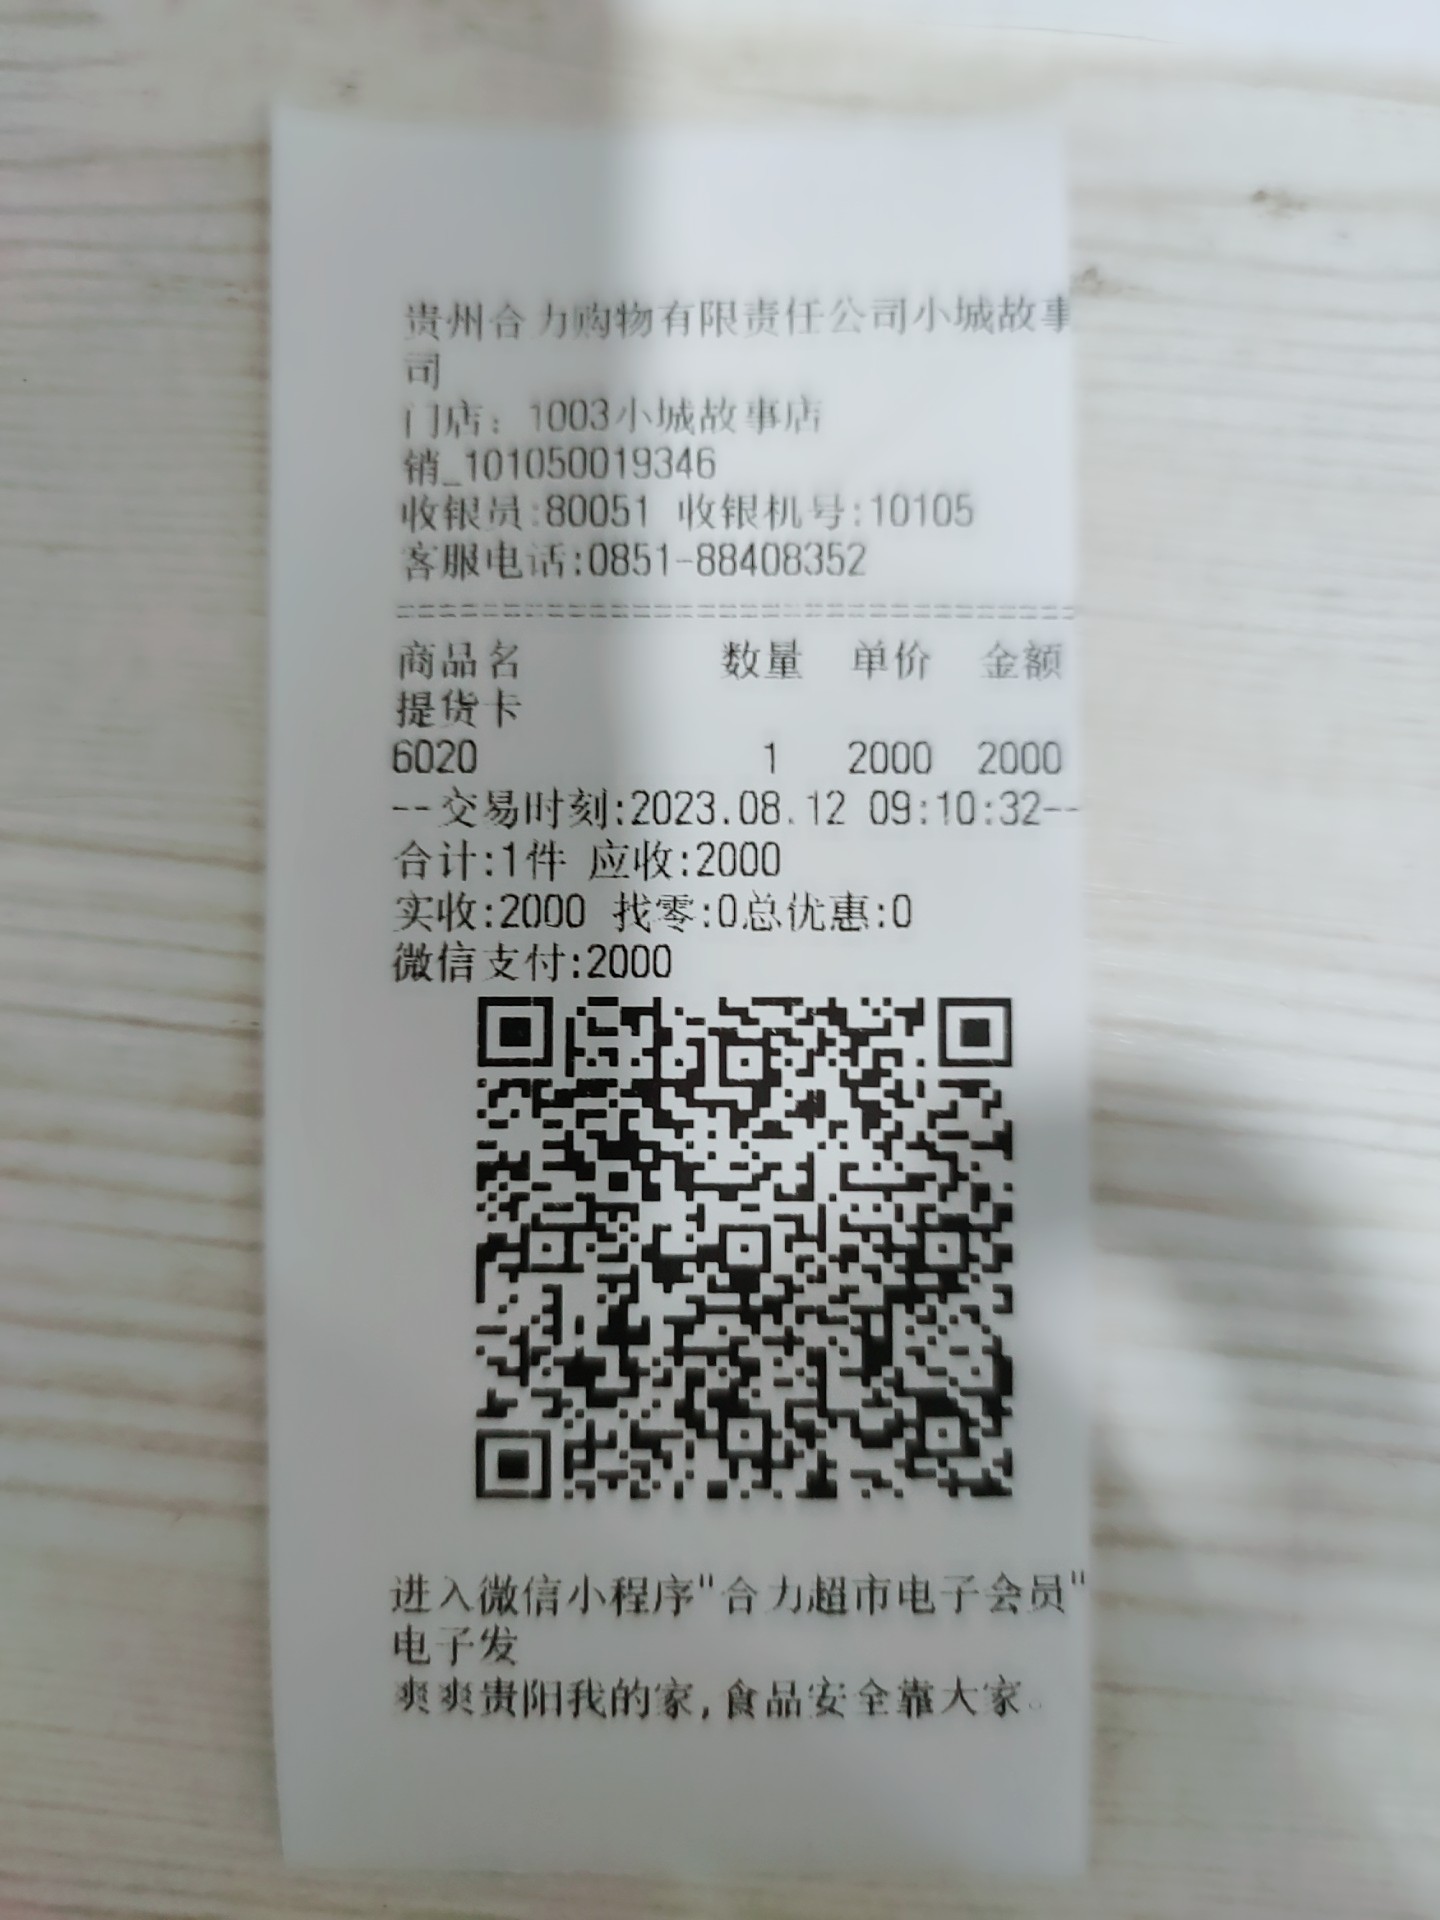 贵州合力购物有限责任公司小城故事
司
门店：1003小城故事店
销_101050019346
收银员:80051 收银机号:10105
客服电话:0851-88408352
================================
商品名 数量 单价 金额
提货卡
6020 1 2000 2000
--交易时刻:2023.08.12 09:10:32--
合计:1件 应收:2000
实收:2000 找零:0总优惠:0
微信支付:2000
进入微信小程序"合力超市电子会员"
电子发
爽爽贵阳我的家,食品安全靠大家。